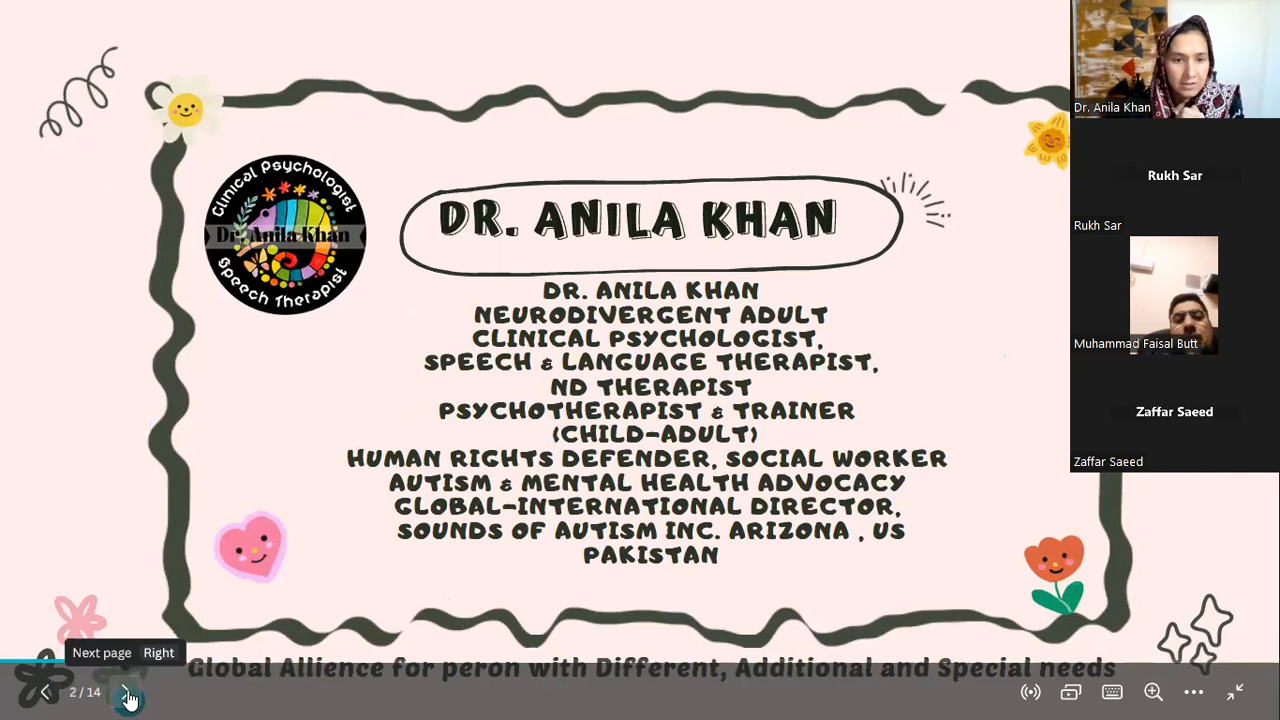 Clinical Psychologist
Dr. Anila Khan
Speech Therapist
DR. ANILA KHAN
DR. ANILA KHAN
NEURODIVERGENT ADULT
CLINICAL PSYCHOLOGIST,
SPEECH & LANGUAGE THERAPIST,
ND THERAPIST
PSYCHOTHERAPIST & TRAINER
(CHILD-ADULT)
HUMAN RIGHTS DEFENDER, SOCIAL WORKER
AUTISM & MENTAL HEALTH ADVOCACY
GLOBAL-INTERNATIONAL DIRECTOR,
SOUNDS OF AUTISM INC. ARIZONA , US
PAKISTAN
Global Allience for peron with Different, Additional and Special needs
Next page Right
2 / 14
Dr. Anila Khan
Rukh Sar
Rukh Sar
Muhammad Faisal Butt
Zaffar Saeed
Zaffar Saeed